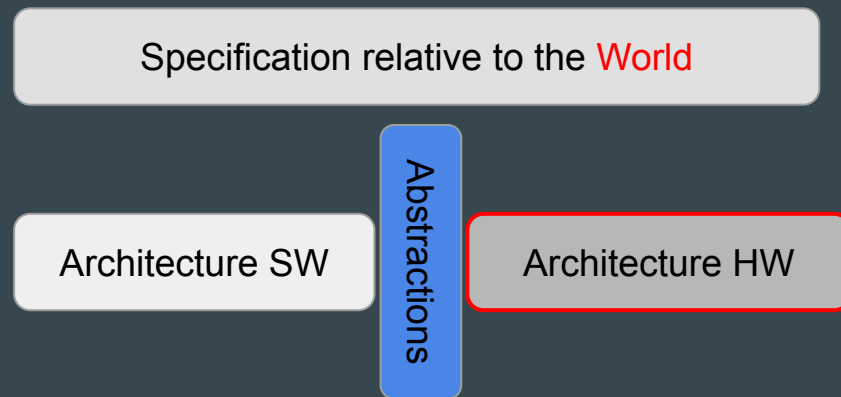 Specification relative to the World
Abstractions
Architecture SW
Architecture HW